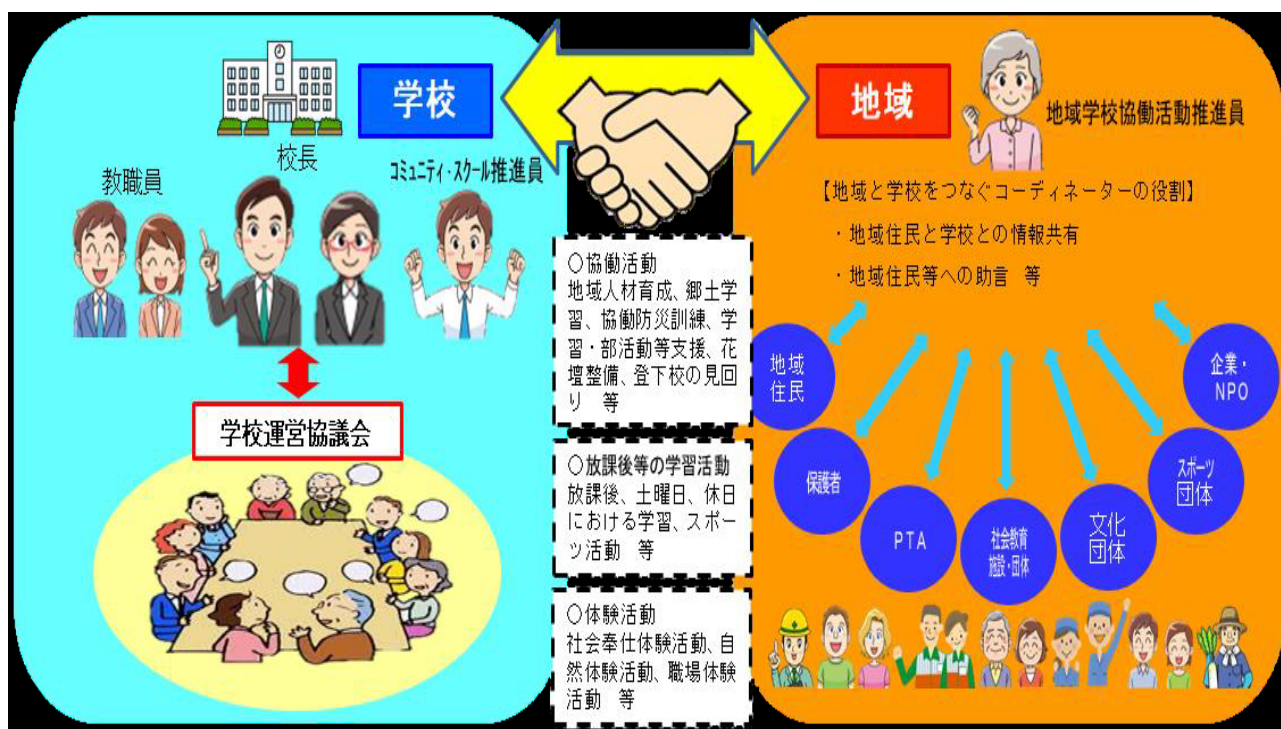 学校
校長
教職員
コミュニティ・スクール推進員
学校運営協議会
○協働活動
地域人材育成、郷土学
習、協働防災訓練、学
習・部活動等支援、花
壇整備、登下校の見回
り　等
○放課後等の学習活動
放課後、土曜日、休日
における学習、スポー
ツ活動　等
○体験活動
社会奉仕体験活動、自
然体験活動、職場体験
活動　等
地域
地域学校協働活動推進員
【地域と学校をつなぐコーディネーターの役割】
・地域住民と学校との情報共有
・地域住民等への助言　等
地域
住民
保護者
PTA
社会教育
施設・団体
文化
団体
スポーツ
団体
企業・
NPO